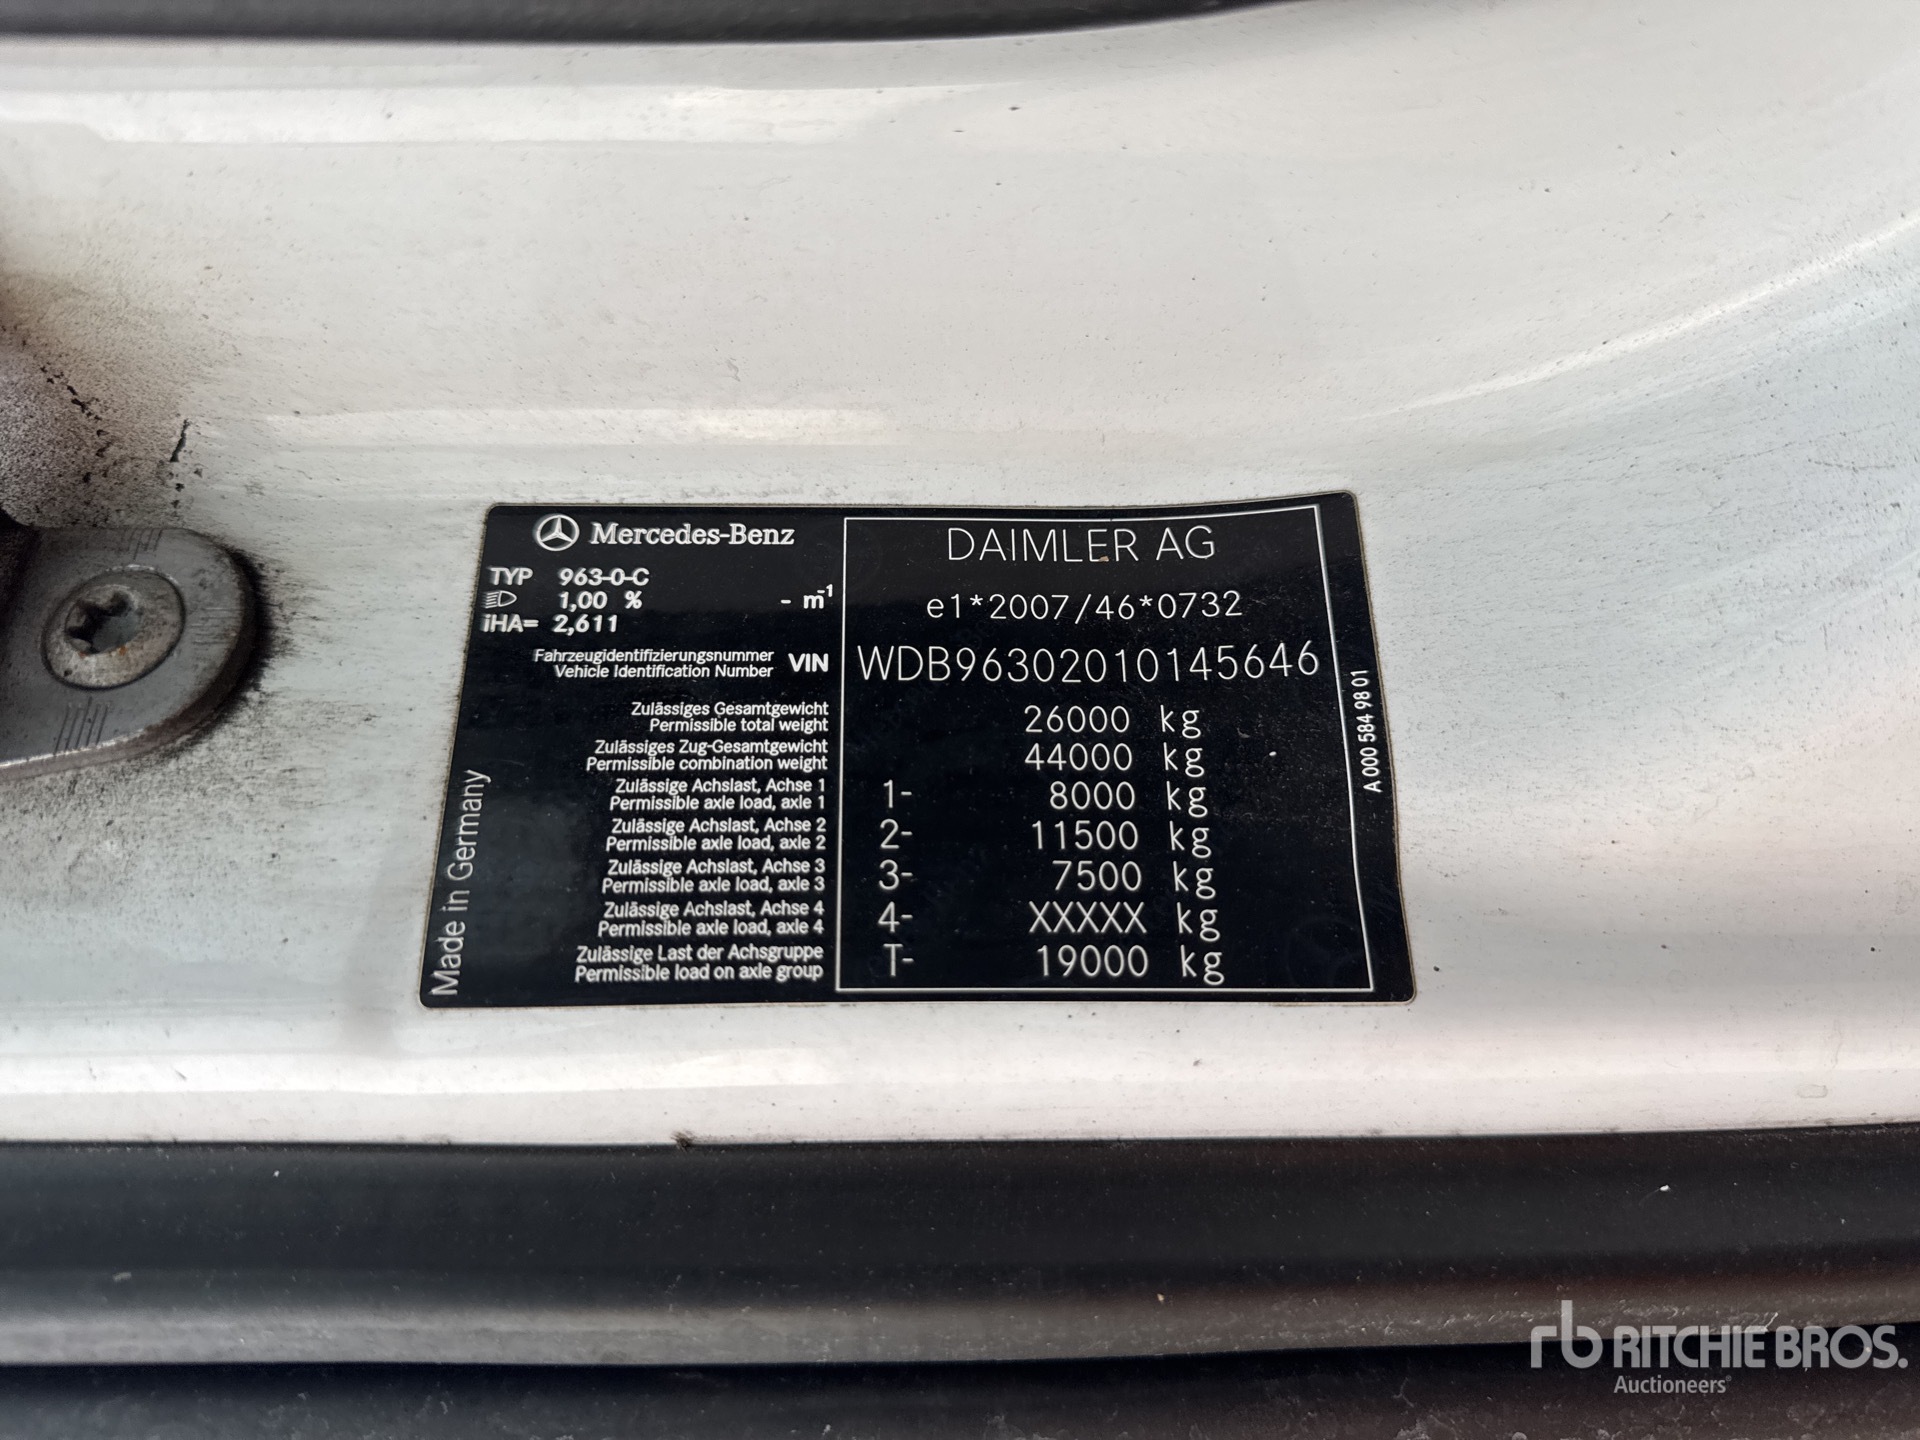 Mercedes-Benz
TYP 963-0-C
1,00 % - m⁻¹
iHA= 2,611
DAIMLER AG
e1*2007/46*0732
Fahrzeugidentifizierungsnummer
Vehicle Identification Number
VIN WDB96302010145646
Zulässiges Gesamtgewicht
Permissible total weight
26000 kg
Zulässiges Zug-Gesamtgewicht
Permissible combination weight
44000 kg
Zulässige Achslast, Achse 1
Permissible axle load, axle 1
1- 8000 kg
Zulässige Achslast, Achse 2
Permissible axle load, axle 2
2- 11500 kg
Zulässige Achslast, Achse 3
Permissible axle load, axle 3
3- 7500 kg
Zulässige Achslast, Achse 4
Permissible axle load, axle 4
4- XXXXX kg
Zulässige Last der Achsgruppe
Permissible load on axle group
T- 19000 kg
Made in Germany
A 000 584 98 01
rb RITCHIE BROS.
Auctioneers